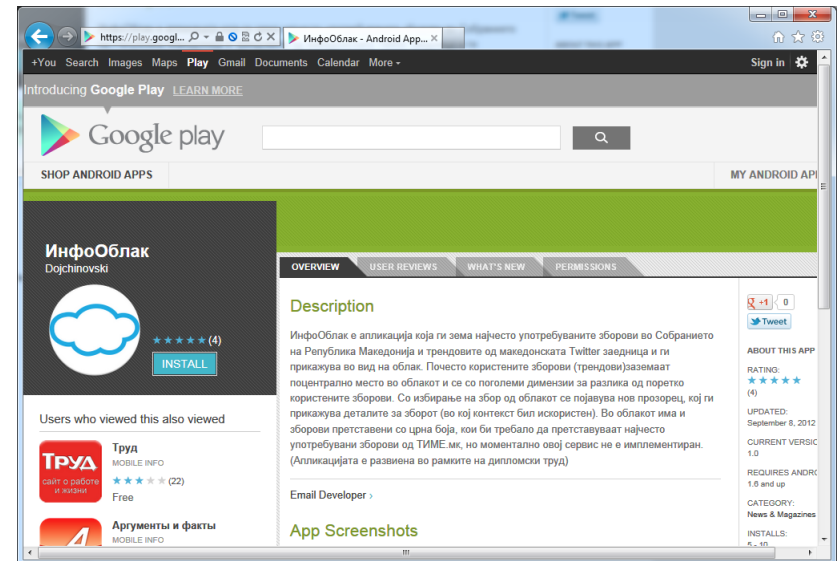 https://play.googl...
ИнфоОблак - Android App...
+You Search Images Maps Play Gmail Documents Calendar More
Sign in
Introducing Google Play LEARN MORE
Google play
SHOP ANDROID APPS
MY ANDROID AP
ИнфоОблак
Dojchinovski
(4)
INSTALL
OVERVIEW USER REVIEWS WHAT'S NEW PERMISSIONS
Description
ИнфоОблак е апликација која ги зема најчесто употребуваните зборови во Собранието
на Република Македонија и трендовите од македонската Twitter заедница и ги
прикажува во вид на облак. Почесто користените зборови (трендови)заземаат
поцентрално место во облакот и се со поголеми димензии за разлика од поретко
користените зборови. Со избирање на збор од облакот се појавува нов прозорец, кој ги
прикажува деталите за зборот (во кој контекст бил искористен). Во облакот има и
зборови претставени со црна боја, кои би требало да претставуваат најчесто
употребувани зборови од ТИМЕ.мк, но моментално овој сервис не е имплементиран.
(Апликацијата е развиена во рамките на дипломски труд)
Email Developer ›
App Screenshots
+1 0
Tweet
ABOUT THIS APP
RATING:
(4)
UPDATED:
September 8, 2012
CURRENT VERSIC
1.0
REQUIRES ANDRO
1.6 and up
CATEGORY:
News & Magazines
INSTALLS:
5 - 10
Users who viewed this also viewed
ТРУД
сайт о работе
и жизни
Труд
MOBILE INFO
(22)
Free
Аргументы и факты
MOBILE INFO